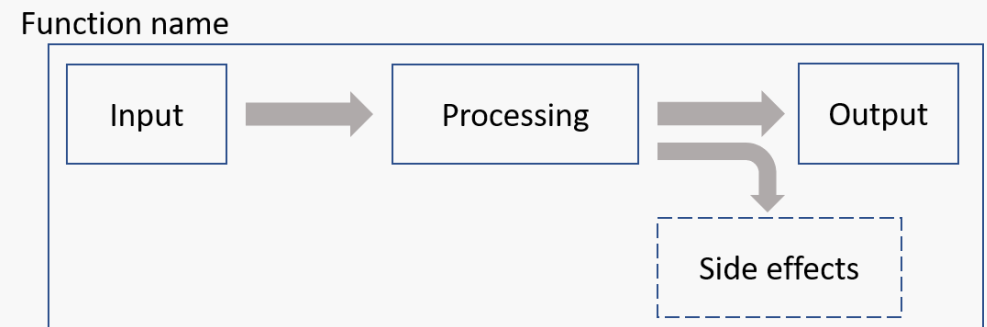 Function name
Input
Processing
Output
Side effects